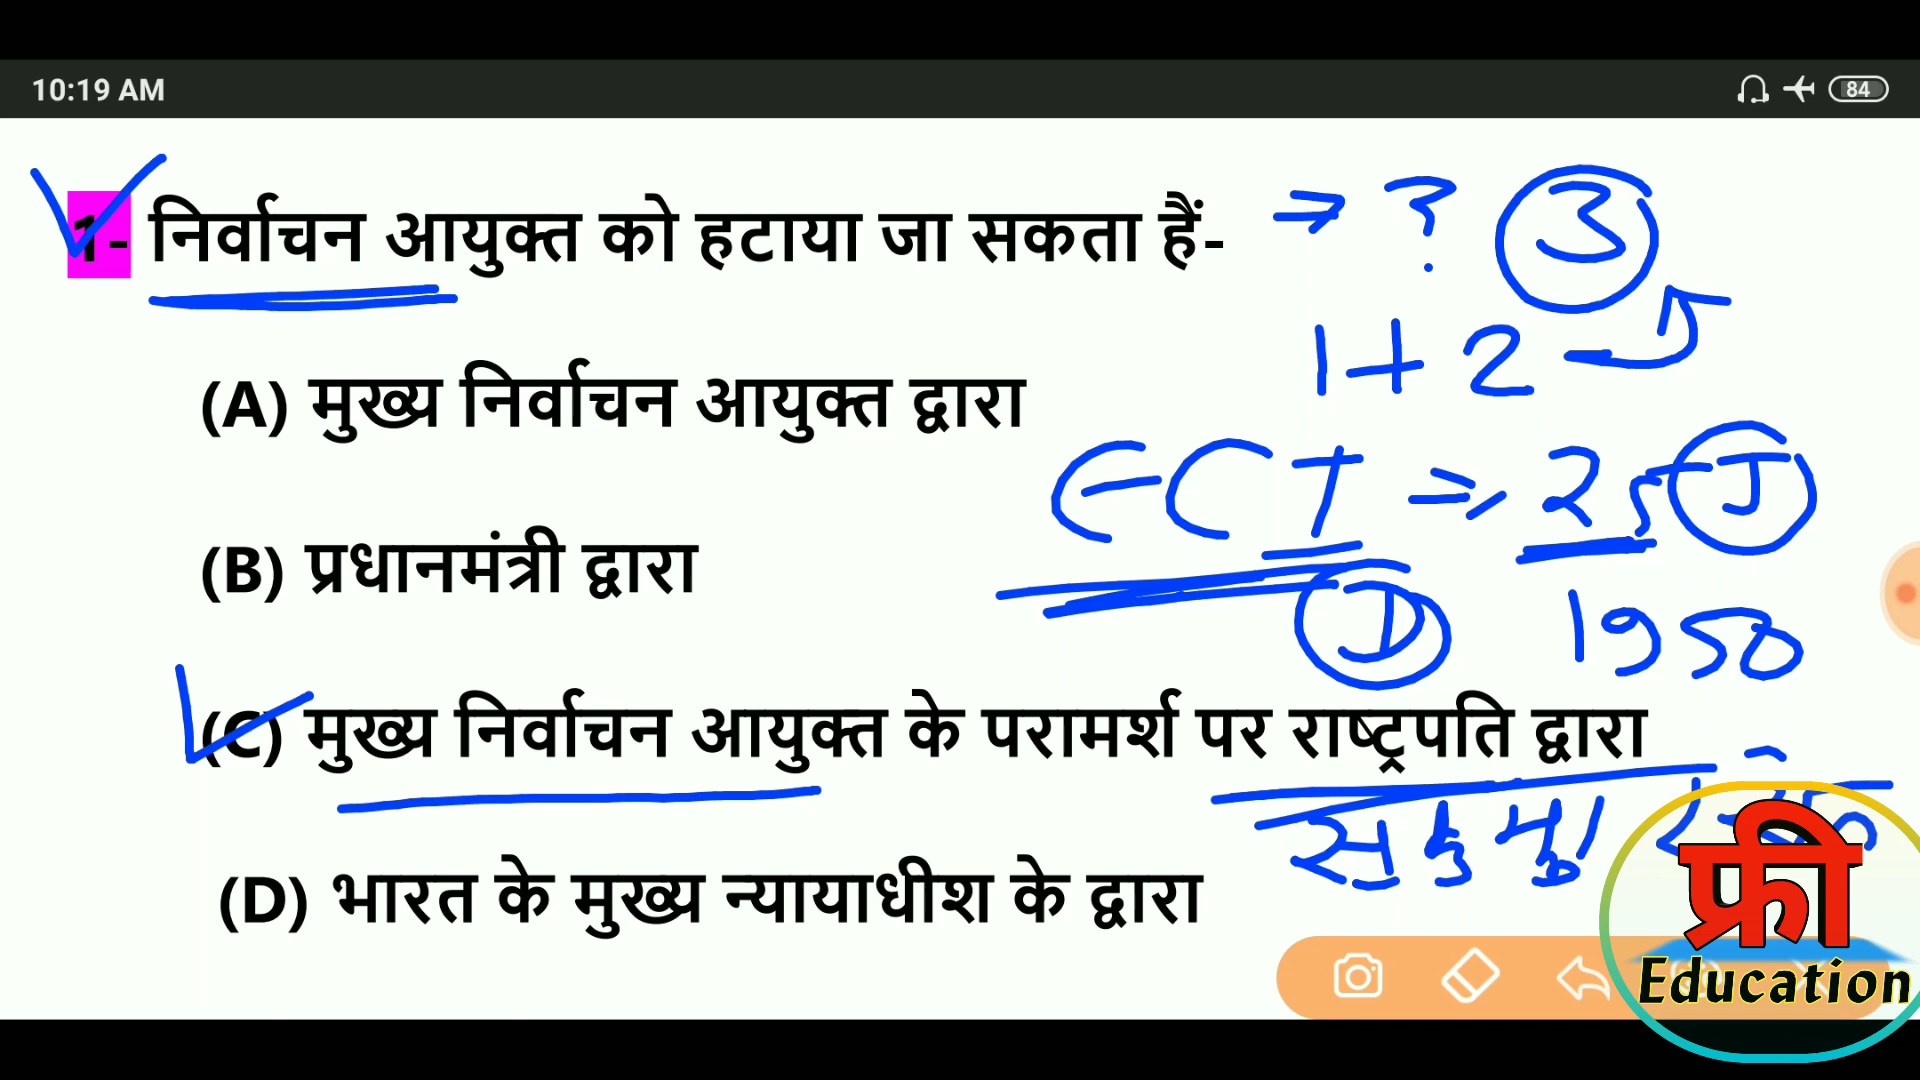 10:19 AM
84
1- निर्वाचन आयुक्त को हटाया जा सकता हैं-
⇒ ? 3
1+2
(A) मुख्य निर्वाचन आयुक्त द्वारा
ECI ⇒ 25 J
(B) प्रधानमंत्री द्वारा
D 1950
(C) मुख्य निर्वाचन आयुक्त के परामर्श पर राष्ट्रपति द्वारा
(D) भारत के मुख्य न्यायाधीश के द्वारा
फ्री
Education